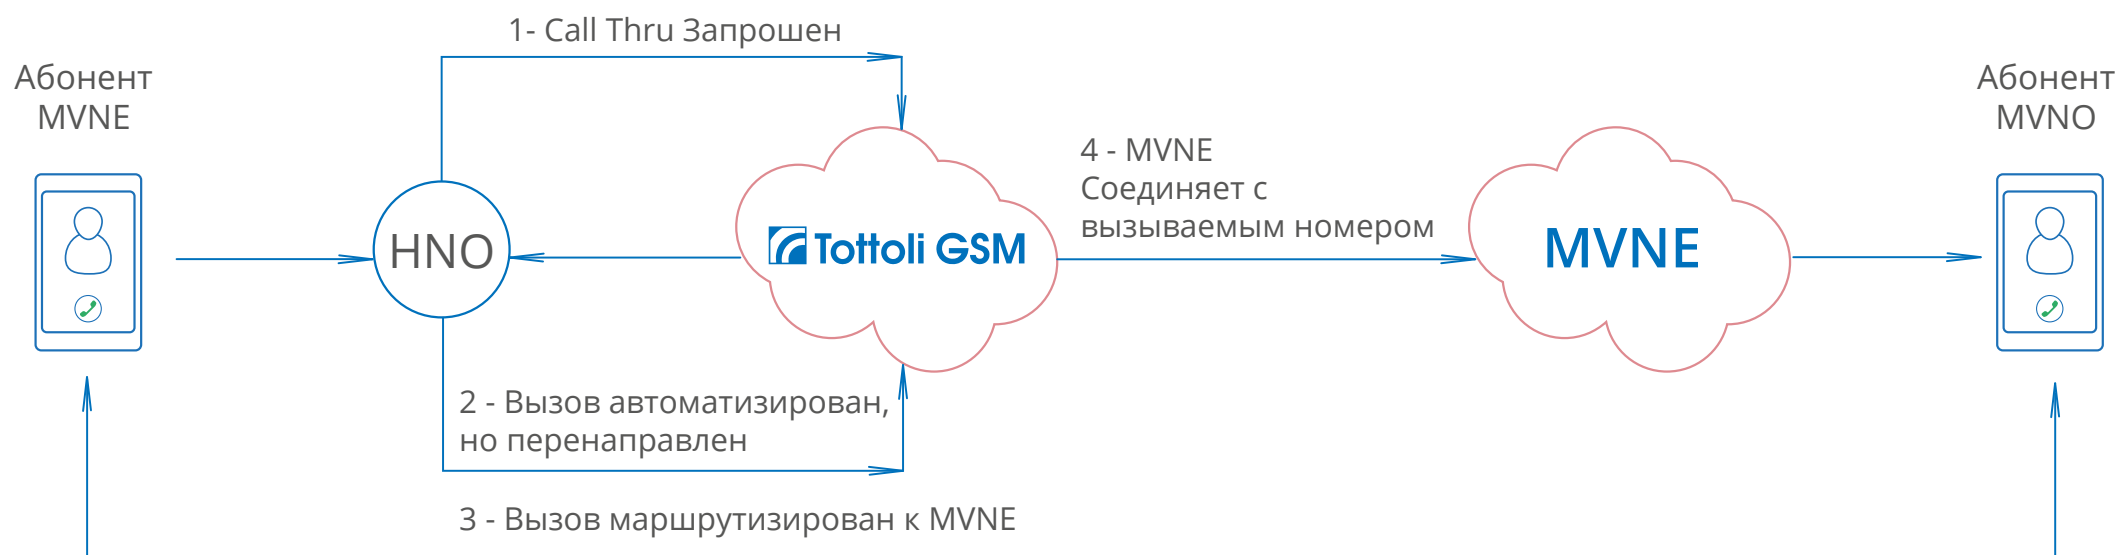 1- Call Thru Запрошен
Абонент
MVNE
Абонент
MVNO
4 - MVNE
Соединяет с
вызываемым номером
HNO
Tottoli GSM
MVNE
2 - Вызов автоматизирован,
но перенаправлен
3 - Вызов маршрутизирован к MVNE